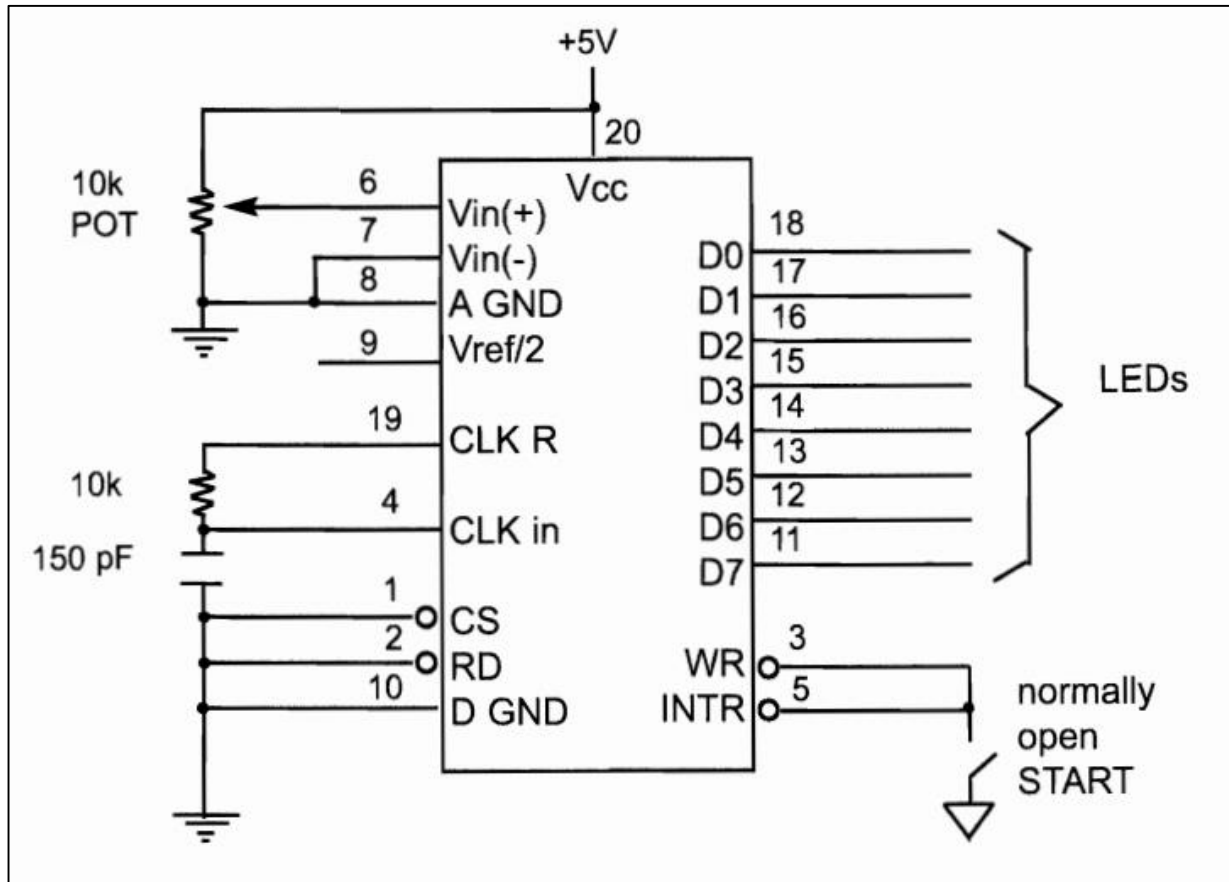 +5V
20
Vcc
10k
POT
6
Vin(+)
7
Vin(-)
8
A GND
9
Vref/2
19
CLK R
10k
4
CLK in
150 pF
1
CS
2
RD
10
D GND
18
D0
17
D1
16
D2
15
D3
14
D4
13
D5
12
D6
11
D7
LEDs
3
WR
5
INTR
normally
open
START